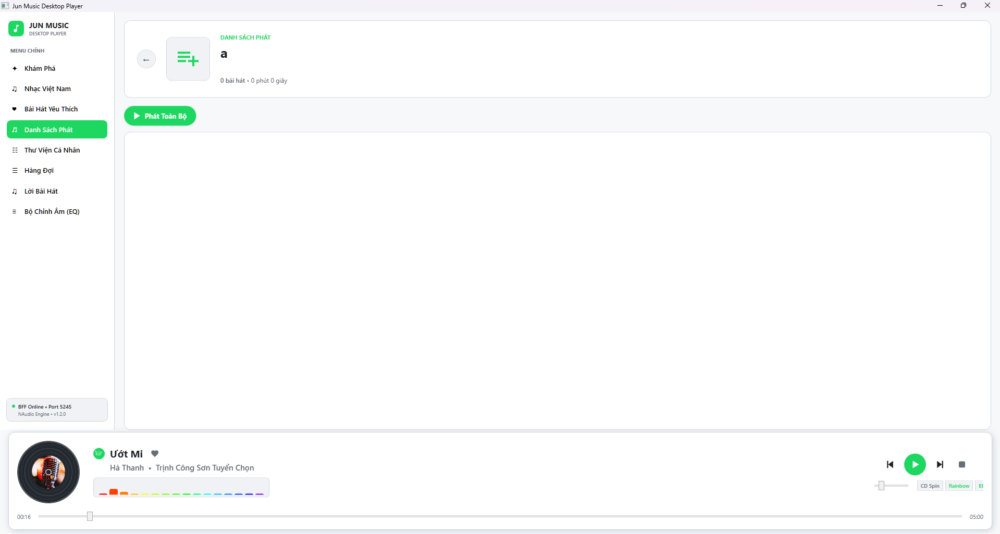 Jun Music Desktop Player
JUN MUSIC
DESKTOP PLAYER
MENU CHÍNH
Khám Phá
Nhạc Việt Nam
Bài Hát Yêu Thích
Danh Sách Phát
Thư Viện Cá Nhân
Hàng Đợi
Lời Bài Hát
Bộ Chỉnh Âm (EQ)
BFF Online • Port 5245
NAudio Engine • v1.2.0
DANH SÁCH PHÁT
a
0 bài hát • 0 phút 0 giây
Phát Toàn Bộ
Ướt Mi
Hà Thanh • Trịnh Công Sơn Tuyển Chọn
CD Spin
Rainbow
00:16
05:00